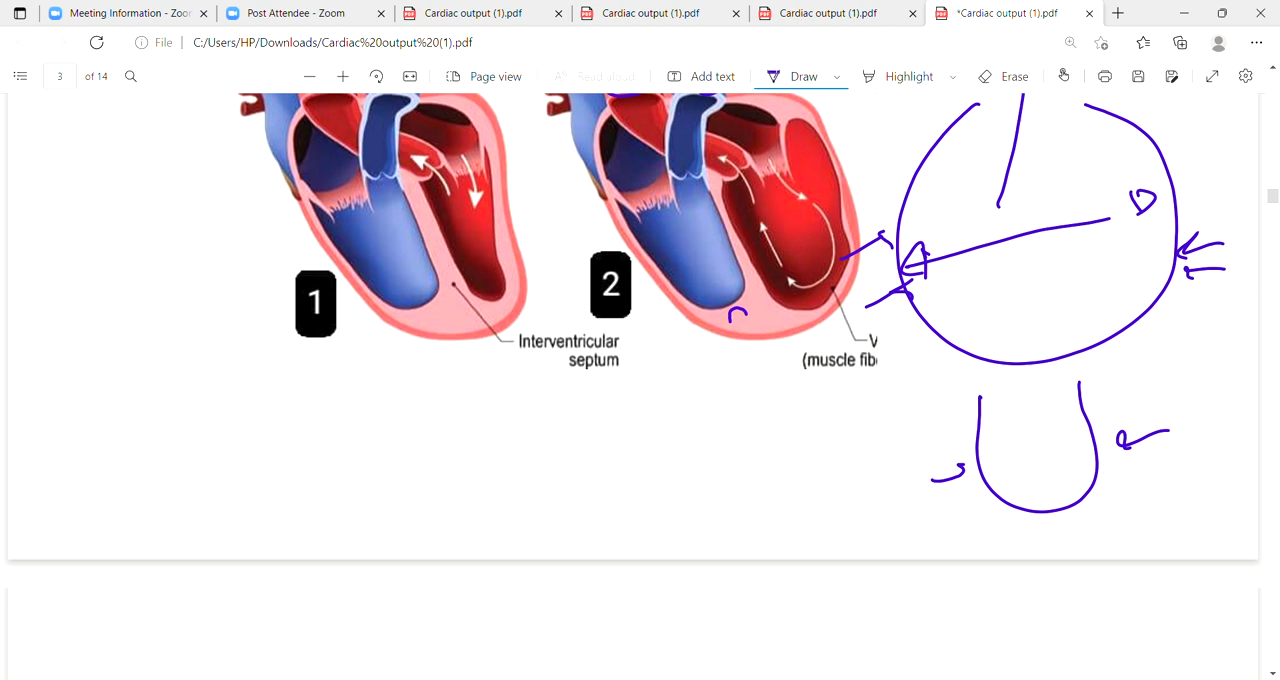 Meeting Information - Zoor
Post Attendee - Zoom
Cardiac output (1).pdf
Cardiac output (1).pdf
Cardiac output (1).pdf
*Cardiac output (1).pdf
File
C:/Users/HP/Downloads/Cardiac%20output%20(1).pdf
3 of 14
Page view
Read aloud
Add text
Draw
Highlight
Erase
1
2
Interventricular
septum
V
(muscle fib
D